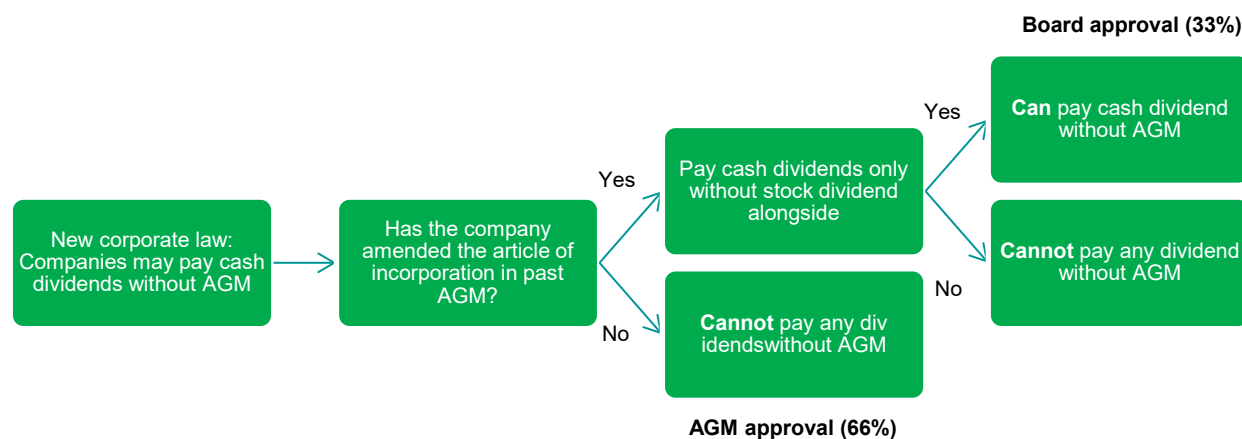 Board approval (33%)
Can pay cash dividend
without AGM
Yes
Pay cash dividends only
without stock dividend
alongside
Yes
New corporate law:
Companies may pay cash
dividends without AGM
Has the company
amended the article of
incorporation in past
AGM?
Cannot pay any dividend
without AGM
No
No
Cannot pay any div
idendswithout AGM
AGM approval (66%)